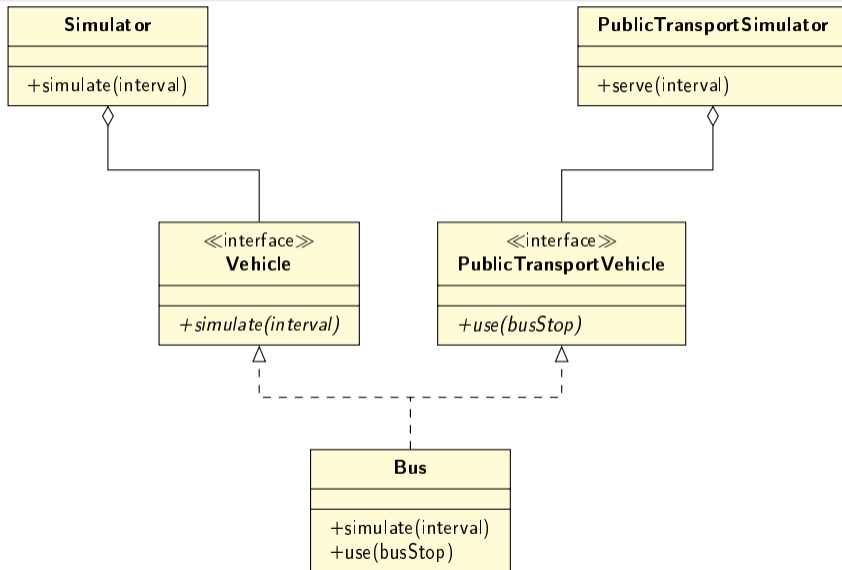 Simulator
+simulate(interval)
PublicTransportSimulator
+serve(interval)
≪interface≫
Vehicle
+simulate(interval)
≪interface≫
PublicTransportVehicle
+use(busStop)
Bus
+simulate(interval)
+use(busStop)